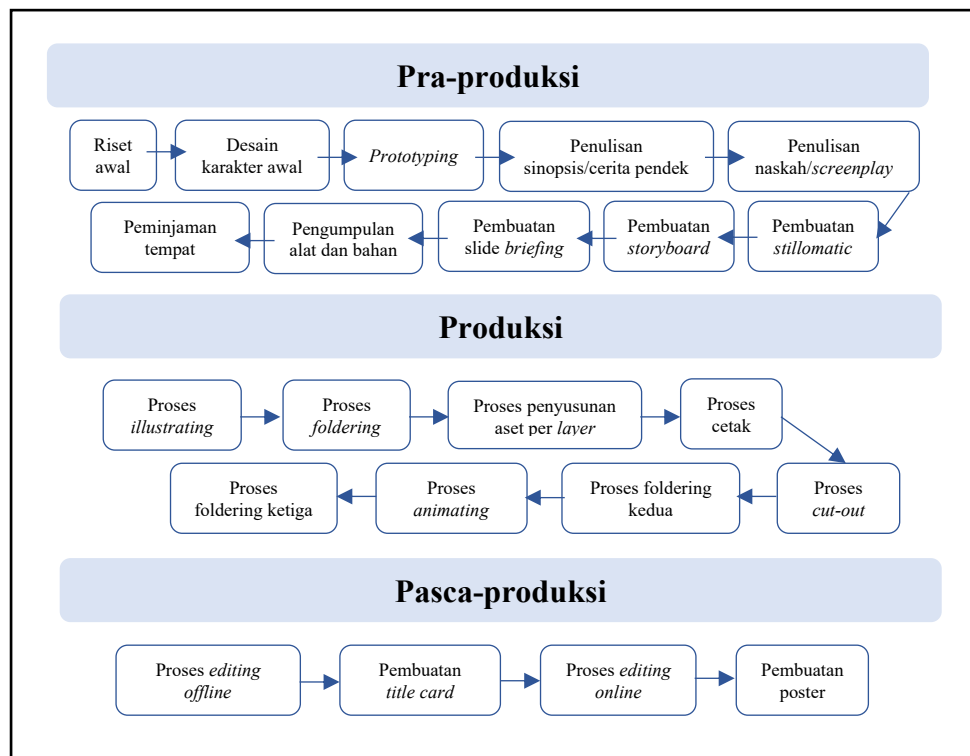 Pra-produksi
Riset
awal
Desain
karakter awal
Prototyping
Penulisan
sinopsis/cerita pendek
Penulisan
naskah/screenplay
Pembuatan
stillomatic
Pembuatan
storyboard
Pembuatan
slide briefing
Pengumpulan
alat dan bahan
Peminjaman
tempat
Produksi
Proses
illustrating
Proses
foldering
Proses penyusunan
aset per layer
Proses
cetak
Proses
cut-out
Proses foldering
kedua
Proses
animating
Proses
foldering ketiga
Pasca-produksi
Proses editing
offline
Pembuatan
title card
Proses editing
online
Pembuatan
poster